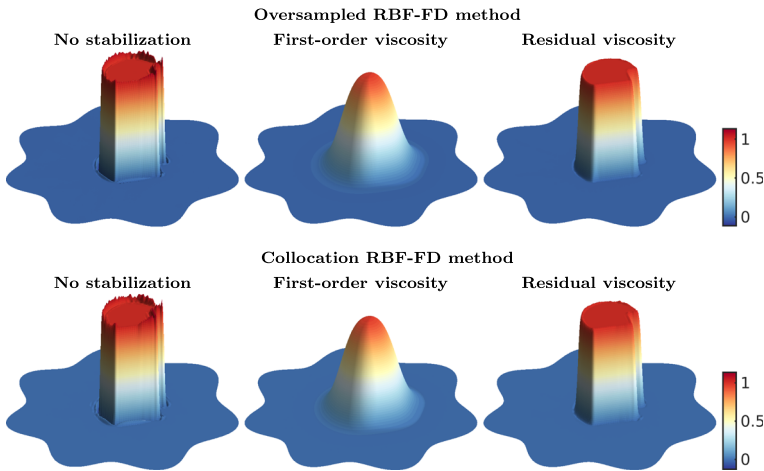 Oversampled RBF-FD method
No stabilization First-order viscosity Residual viscosity
1
0.5
0
Collocation RBF-FD method
No stabilization First-order viscosity Residual viscosity
1
0.5
0